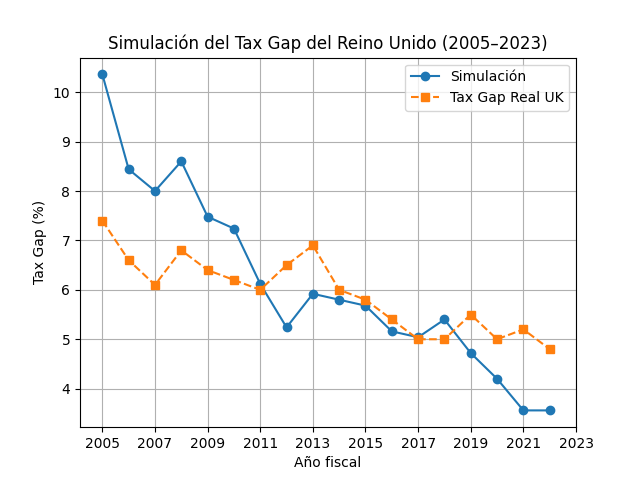 Simulación del Tax Gap del Reino Unido (2005–2023)
Simulación
Tax Gap Real UK
10
9
8
7
6
5
4
Tax Gap (%)
2005 2007 2009 2011 2013 2015 2017 2019 2021 2023
Año fiscal